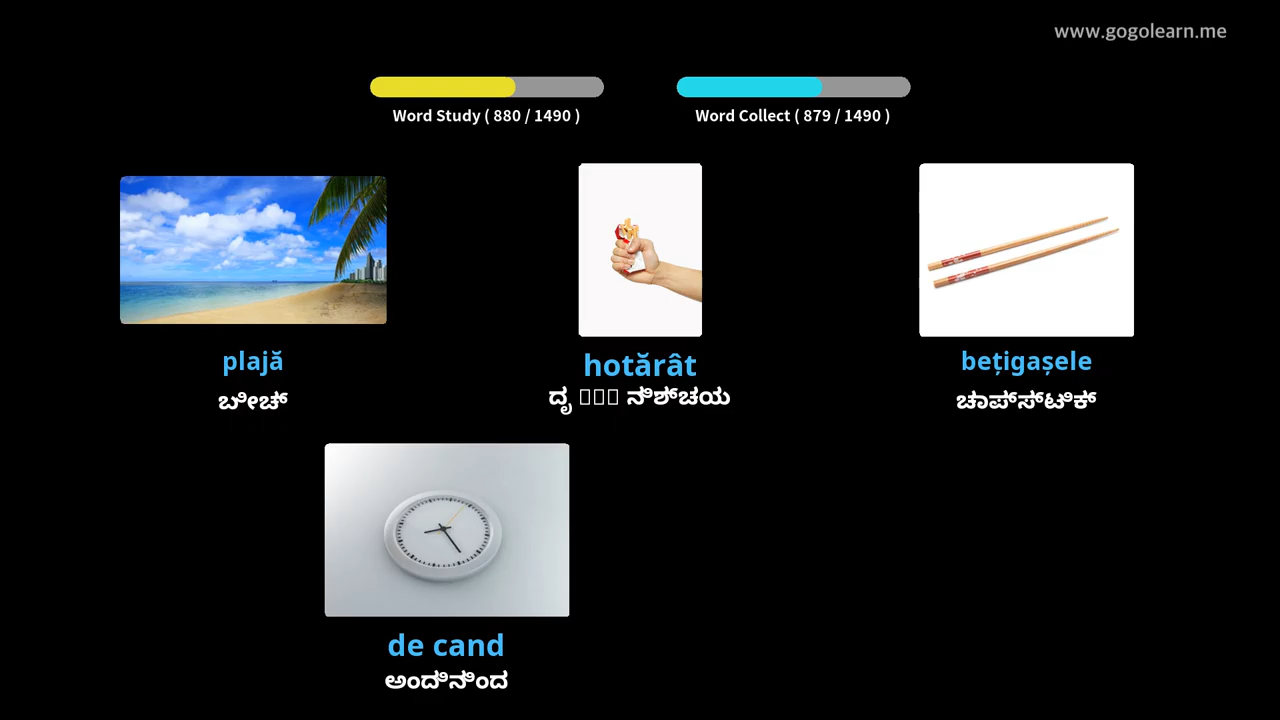 www.gogolearn.me
Word Study ( 880 / 1490 )
Word Collect ( 879 / 1490 )
plajă
hotărât
bețigașele
ಬೀಚ್
ದೃ ನಿಶ್ಚಯ
ಚಾಪ್ಸ್ಟಿಕ್
de cand
ಅಂದಿನಿಂದ